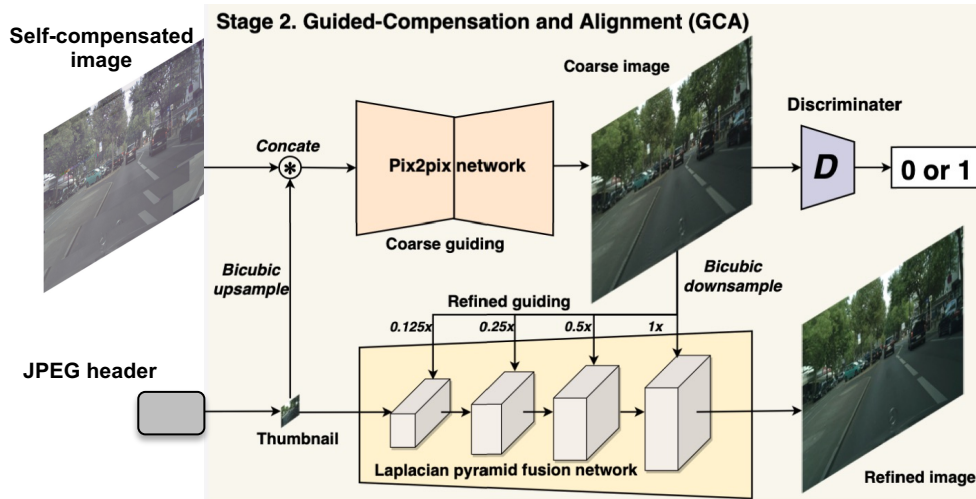 Stage 2. Guided-Compensation and Alignment (GCA)
Self-compensated
image
Coarse image
Discriminater
Concate
*
Pix2pix network
D
0 or 1
Coarse guiding
Bicubic
upsample
Bicubic
downsample
Refined guiding
0.125x
0.25x
0.5x
1x
JPEG header
Thumbnail
Laplacian pyramid fusion network
Refined image